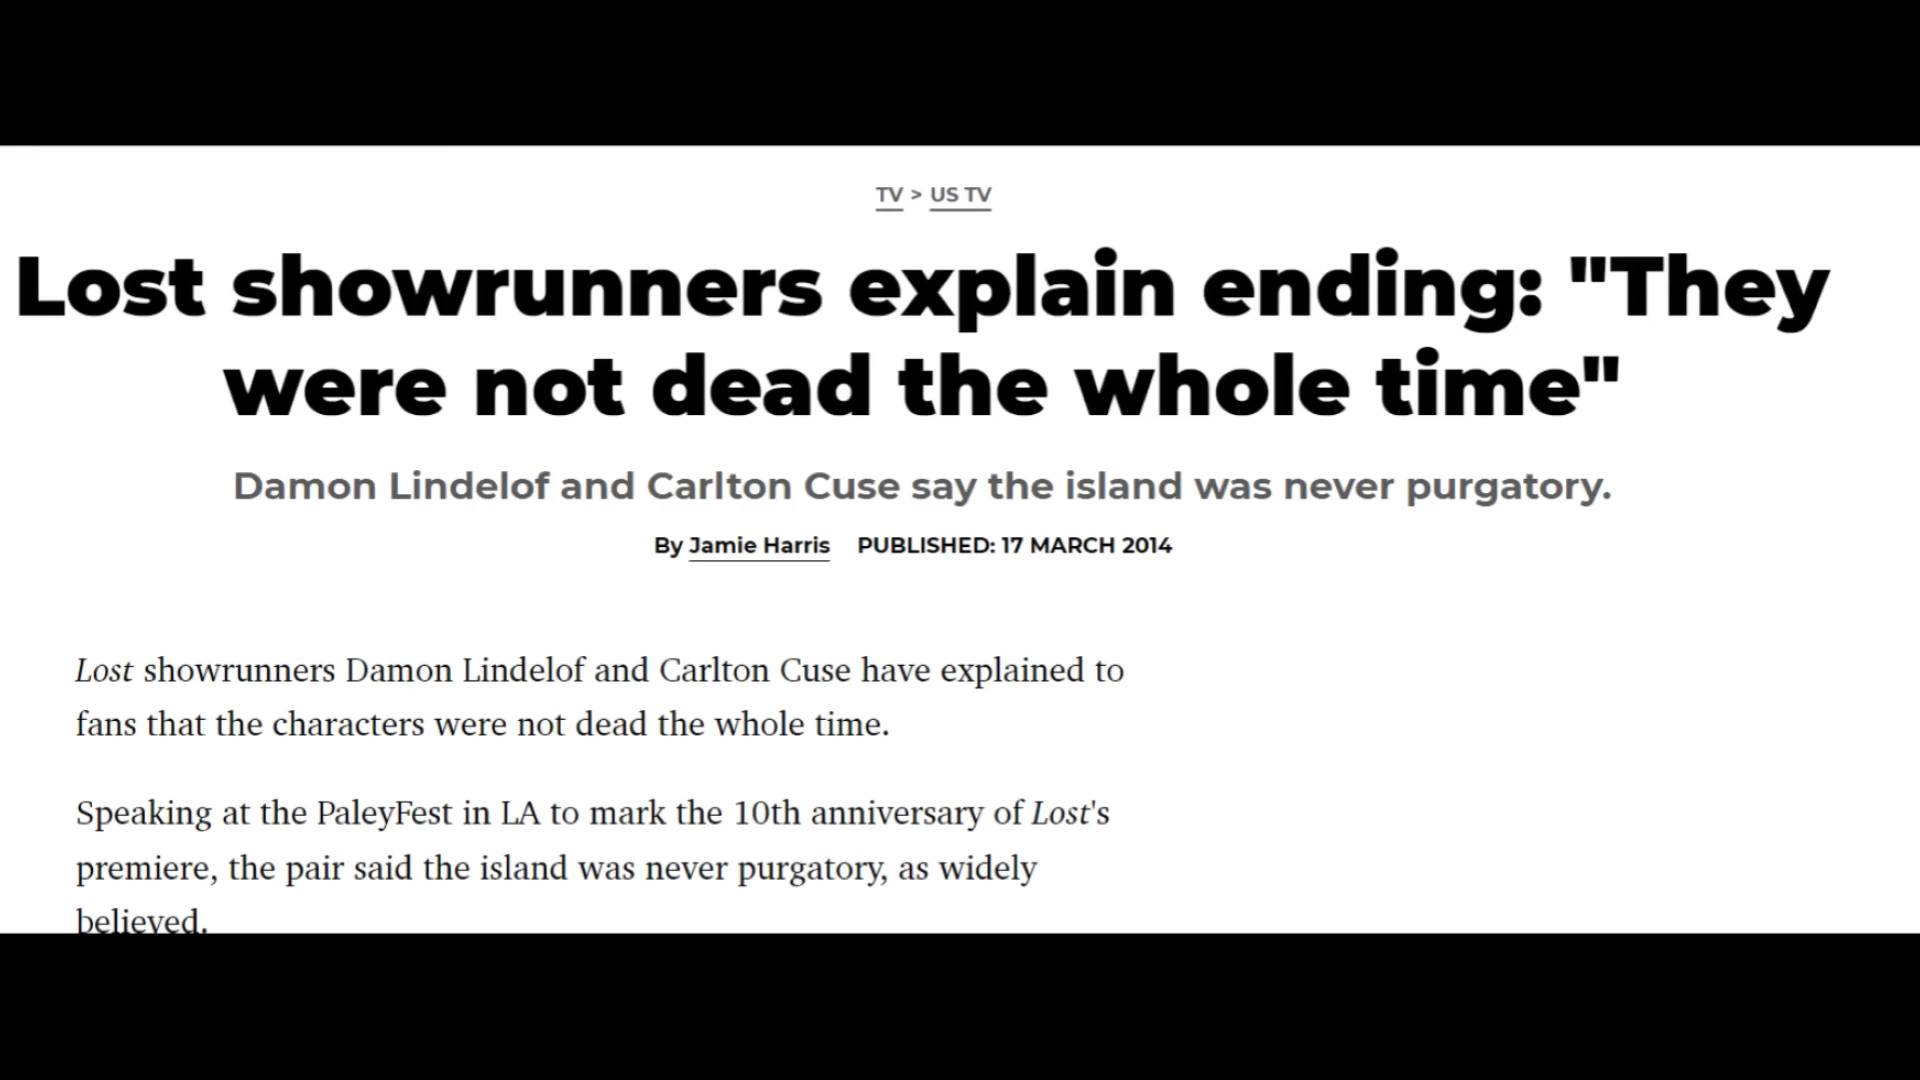 TV > US TV
Lost showrunners explain ending: "They
were not dead the whole time"
Damon Lindelof and Carlton Cuse say the island was never purgatory.
By Jamie Harris PUBLISHED: 17 MARCH 2014
Lost showrunners Damon Lindelof and Carlton Cuse have explained to
fans that the characters were not dead the whole time.
Speaking at the PaleyFest in LA to mark the 10th anniversary of Lost's
premiere, the pair said the island was never purgatory, as widely
believed.